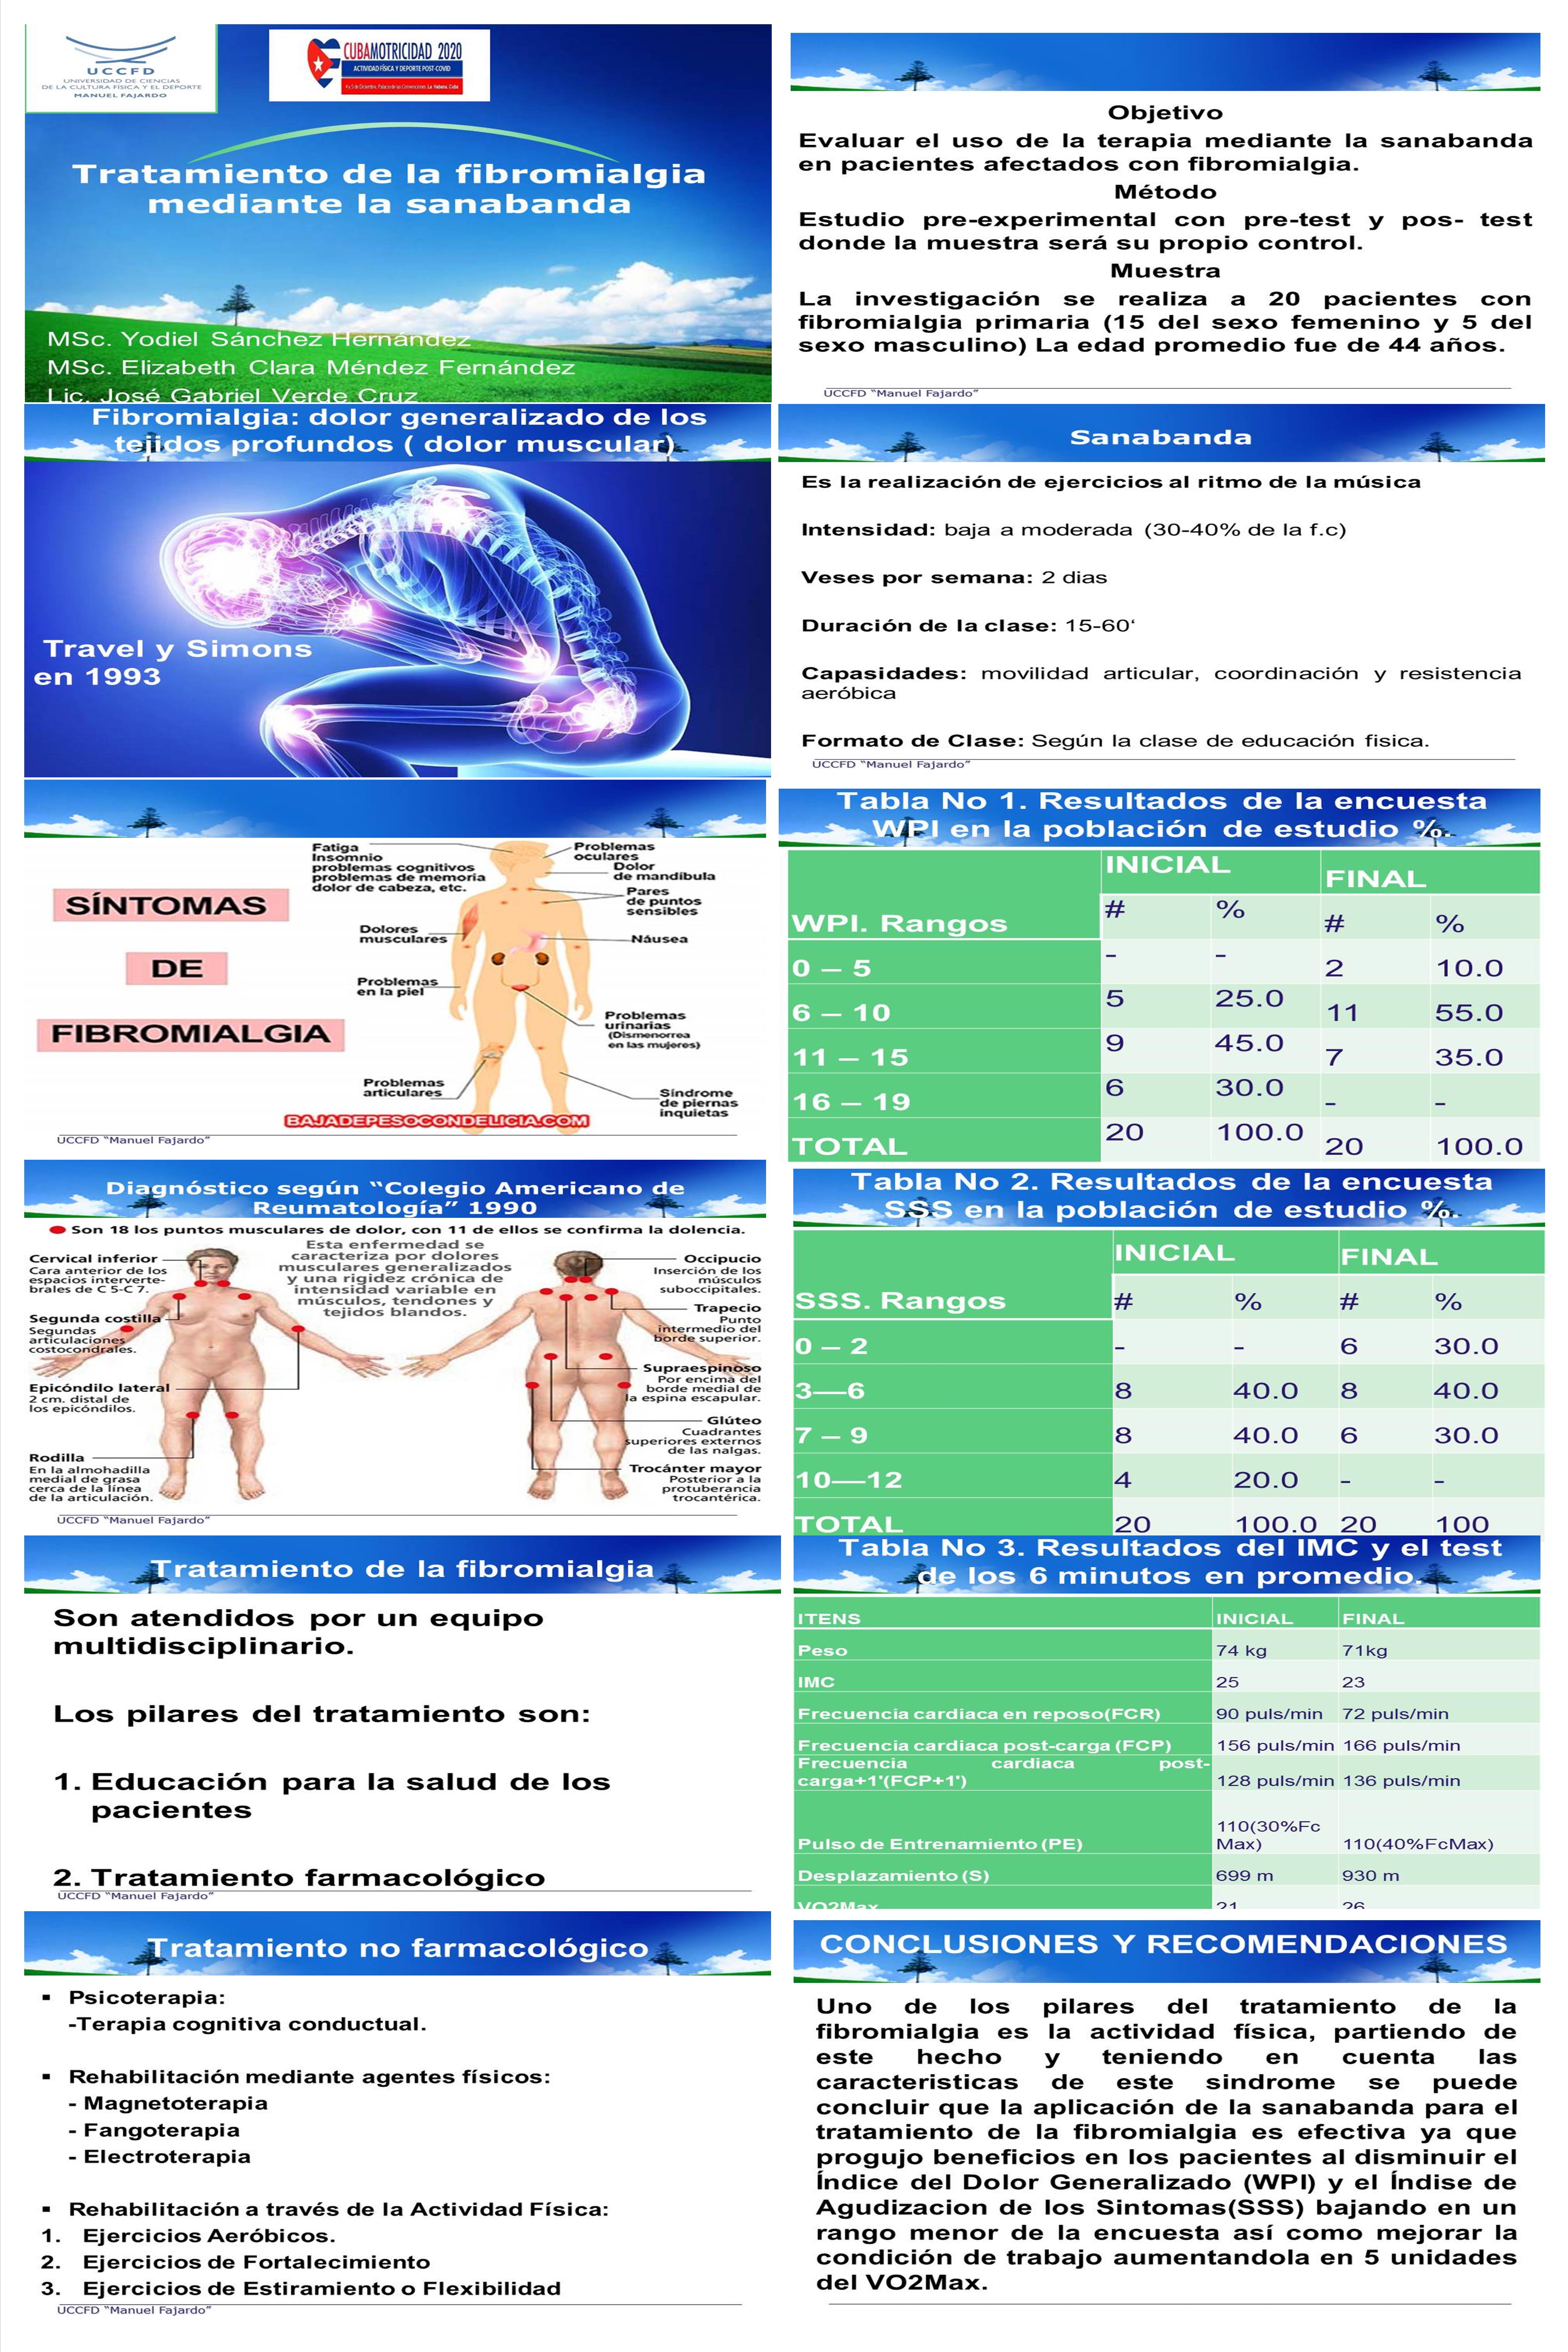 UCCFD
UNIVERSIDAD DE CIENCIAS
DE LA CULTURA FÍSICA Y EL DEPORTE
MANUEL FAJARDO
CUBAMOTRICIDAD 2020
ACTIVIDAD FÍSICA Y DEPORTE POST-COVID
Tratamiento de la fibromialgia
mediante la sanabanda
MSc. Yodiel Sánchez Hernández
MSc. Elizabeth Clara Méndez Fernández
Lic. José Gabriel Verde Cruz
Objetivo
Evaluar el uso de la terapia mediante la sanabanda
en pacientes afectados con fibromialgia.
Método
Estudio pre-experimental con pre-test y pos- test
donde la muestra será su propio control.
Muestra
La investigación se realiza a 20 pacientes con
fibromialgia primaria (15 del sexo femenino y 5 del
sexo masculino) La edad promedio fue de 44 años.
UCCFD "Manuel Fajardo"
Fibromialgia: dolor generalizado de los
tejidos profundos ( dolor muscular)
Travel y Simons
en 1993
Sanabanda
Es la realización de ejercicios al ritmo de la música
Intensidad: baja a moderada (30-40% de la f.c)
Veses por semana: 2 dias
Duración de la clase: 15-60‘
Capasidades: movilidad articular, coordinación y resistencia
aeróbica
Formato de Clase: Según la clase de educación fisica.
UCCFD "Manuel Fajardo"
SÍNTOMAS
DE
FIBROMIALGIA
Fatiga
Insomnio
problemas cognitivos
problemas de memoria
dolor de cabeza, etc.
Problemas
oculares
Dolor
de mandíbula
Pares
de puntos
sensibles
Dolores
musculares
Náusea
Problemas
en la piel
Problemas
urinarias
(Dismenorrea
en las mujeres)
Problemas
articulares
Síndrome
de piernas
inquietas
BAJADEPESOCONDELICIA.COM
UCCFD "Manuel Fajardo"
Tabla No 1. Resultados de la encuesta
WPI en la población de estudio %.
INICIAL FINAL
WPI. Rangos # % # %
0 – 5 - - 2 10.0
6 – 10 5 25.0 11 55.0
11 – 15 9 45.0 7 35.0
16 – 19 6 30.0 - -
TOTAL 20 100.0 20 100.0
Diagnóstico según "Colegio Americano de
Reumatología" 1990
Son 18 los puntos musculares de dolor, con 11 de ellos se confirma la dolencia.
Esta enfermedad se
caracteriza por dolores
musculares generalizados
y una rigidez crónica de
intensidad variable en
músculos, tendones y
tejidos blandos.
Cervical inferior
Cara anterior de los
espacios interverte-
brales de C 5-C 7.
Segunda costilla
Segundas
articulaciones
costocondrales.
Epicóndilo lateral
2 cm. distal de
los epicóndilos.
Rodilla
En la almohadilla
medial de grasa
cerca de la línea
de la articulación.
Occipucio
Inserción de los
músculos
suboccipitales.
Trapecio
Punto
intermedio del
borde superior.
Supraespinoso
Por encima del
borde medial de
la espina escapular.
Glúteo
Cuadrantes
superiores externos
de las nalgas.
Trocánter mayor
Posterior a la
protuberancia
trocantérica.
UCCFD "Manuel Fajardo"
Tabla No 2. Resultados de la encuesta
SSS en la población de estudio %.
INICIAL FINAL
SSS. Rangos # % # %
0 – 2 - - 6 30.0
3—6 8 40.0 8 40.0
7 – 9 8 40.0 6 30.0
10—12 4 20.0 - -
TOTAL 20 100.0 20 100
Tratamiento de la fibromialgia
Son atendidos por un equipo
multidisciplinario.
Los pilares del tratamiento son:
1. Educación para la salud de los
pacientes
2. Tratamiento farmacológico
UCCFD "Manuel Fajardo"
Tabla No 3. Resultados del IMC y el test
de los 6 minutos en promedio.
ITENS INICIAL FINAL
Peso 74 kg 71kg
IMC 25 23
Frecuencia cardiaca en reposo(FCR) 90 puls/min 72 puls/min
Frecuencia cardiaca post-carga (FCP) 156 puls/min 166 puls/min
Frecuencia cardiaca post-
carga+1'(FCP+1') 128 puls/min 136 puls/min
110(30%Fc
Pulso de Entrenamiento (PE) Max) 110(40%FcMax)
Desplazamiento (S) 699 m 930 m
VO2Max 21 26
Tratamiento no farmacológico
▪ Psicoterapia:
-Terapia cognitiva conductual.
▪ Rehabilitación mediante agentes físicos:
- Magnetoterapia
- Fangoterapia
- Electroterapia
▪ Rehabilitación a través de la Actividad Física:
1. Ejercicios Aeróbicos.
2. Ejercicios de Fortalecimiento
3. Ejercicios de Estiramiento o Flexibilidad
UCCFD "Manuel Fajardo"
CONCLUSIONES Y RECOMENDACIONES
Uno de los pilares del tratamiento de la
fibromialgia es la actividad física, partiendo de
este hecho y teniendo en cuenta las
caracteristicas de este sindrome se puede
concluir que la aplicación de la sanabanda para el
tratamiento de la fibromialgia es efectiva ya que
progujo beneficios en los pacientes al disminuir el
Índice del Dolor Generalizado (WPI) y el Índise de
Agudizacion de los Sintomas(SSS) bajando en un
rango menor de la encuesta así como mejorar la
condición de trabajo aumentandola en 5 unidades
del VO2Max.